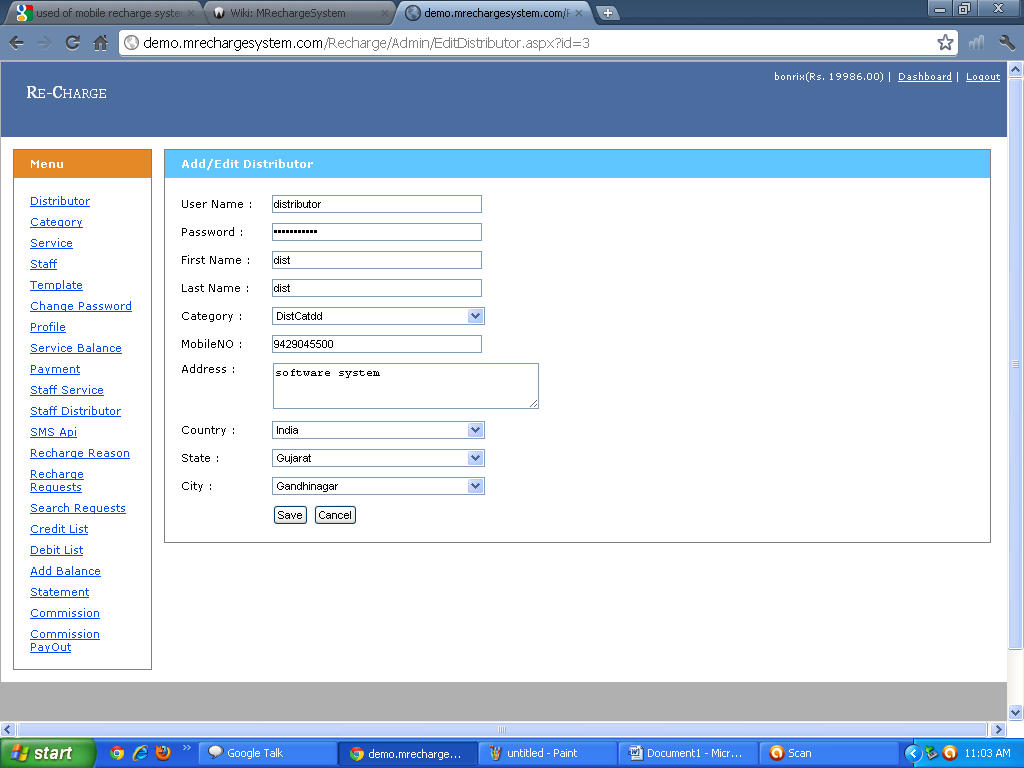 used of mobile recharge syste
Wiki: MRechargeSystem
demo.mrechargesystem.com/R
demo.mrechargesystem.com/Recharge/Admin/EditDistributor.aspx?id=3
bonrix(Rs. 19986.00) | Dashboard | Logout
RE-CHARGE
Menu
Distributor
Category
Service
Staff
Template
Change Password
Profile
Service Balance
Payment
Staff Service
Staff Distributor
SMS Api
Recharge Reason
Recharge
Requests
Search Requests
Credit List
Debit List
Add Balance
Statement
Commission
Commission
PayOut
Add/Edit Distributor
User Name : distributor
Password : •••••••••••
First Name : dist
Last Name : dist
Category : DistCatdd
MobileNO : 9429045500
Address : software system
Country : India
State : Gujarat
City : Gandhinagar
Save Cancel
start
Google Talk
demo.mrecharge...
untitled - Paint
Document1 - Micr...
Scan
11:03 AM